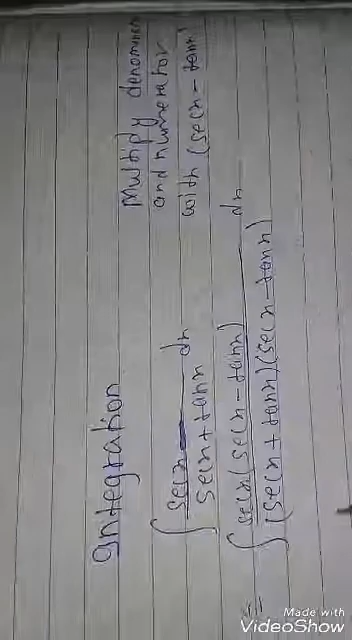 Integration
Multiply denominator
and numerator
with (secx - tanx)
∫ secx / secx + tanx dx
= ∫ secx(secx - tanx) / (secx + tanx)(secx - tanx) dx
Made with
VideoShow